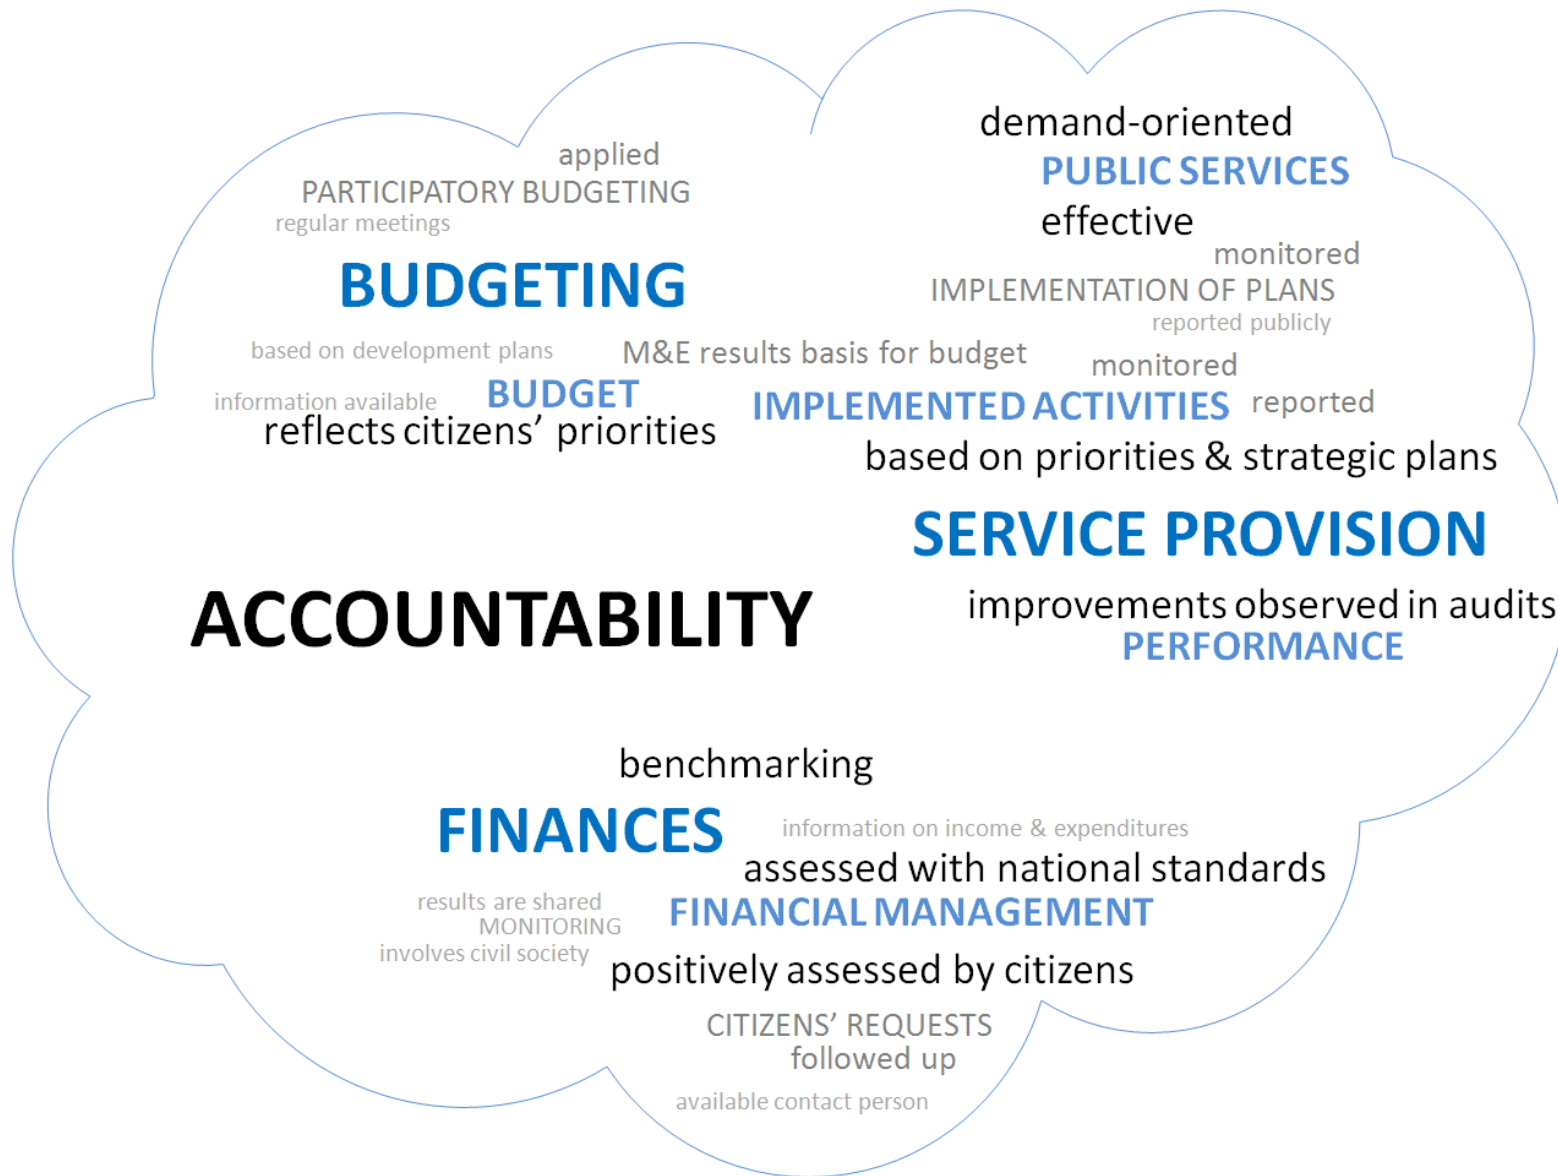 demand-oriented
PUBLIC SERVICES
effective
applied
PARTICIPATORY BUDGETING
regular meetings
BUDGETING
monitored
IMPLEMENTATION OF PLANS
reported publicly
based on development plans
M&E results basis for budget
monitored
information available
BUDGET
IMPLEMENTED ACTIVITIES
reported
reflects citizens’ priorities
based on priorities & strategic plans
SERVICE PROVISION
ACCOUNTABILITY
improvements observed in audits
PERFORMANCE
benchmarking
FINANCES
information on income & expenditures
assessed with national standards
results are shared
MONITORING
involves civil society
FINANCIAL MANAGEMENT
positively assessed by citizens
CITIZENS’ REQUESTS
followed up
available contact person